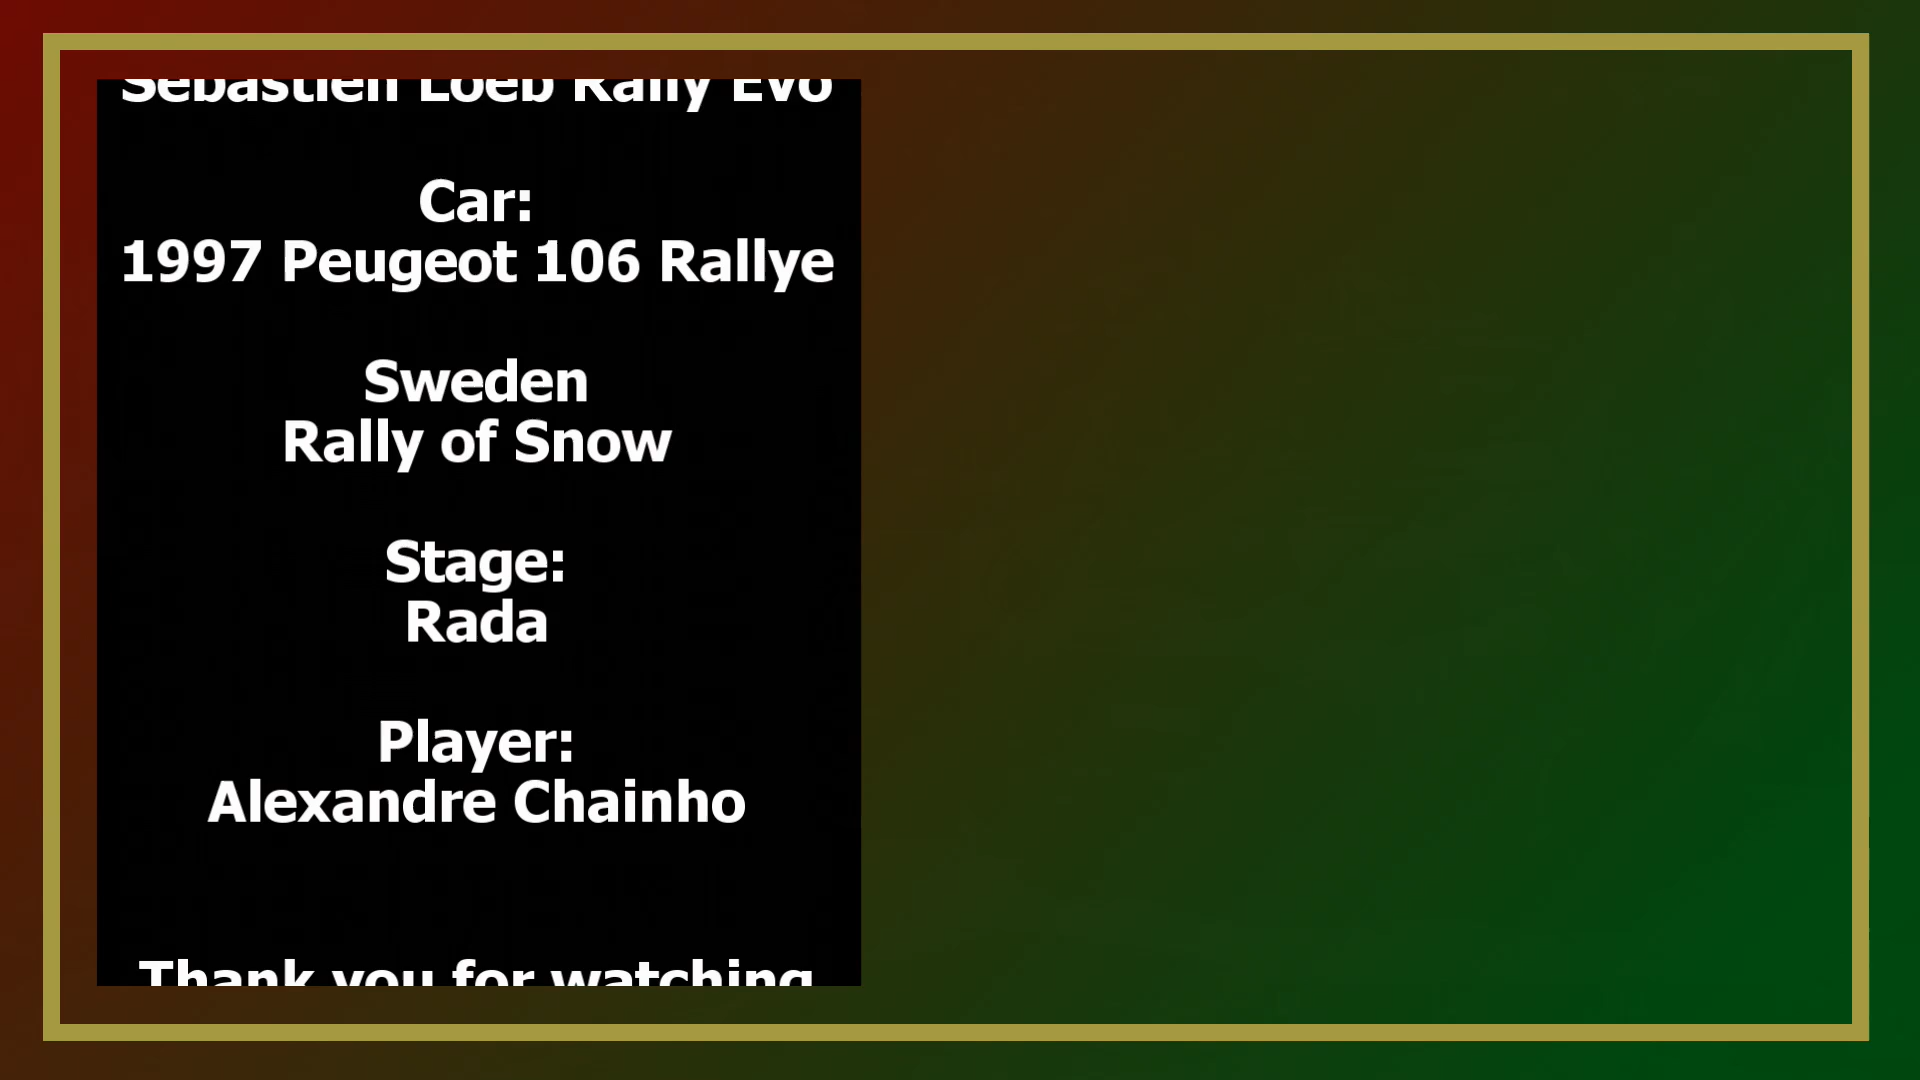 Sebastien Loeb Rally Evo
Car:
1997 Peugeot 106 Rallye
Sweden
Rally of Snow
Stage:
Rada
Player:
Alexandre Chainho
Thank you for watching